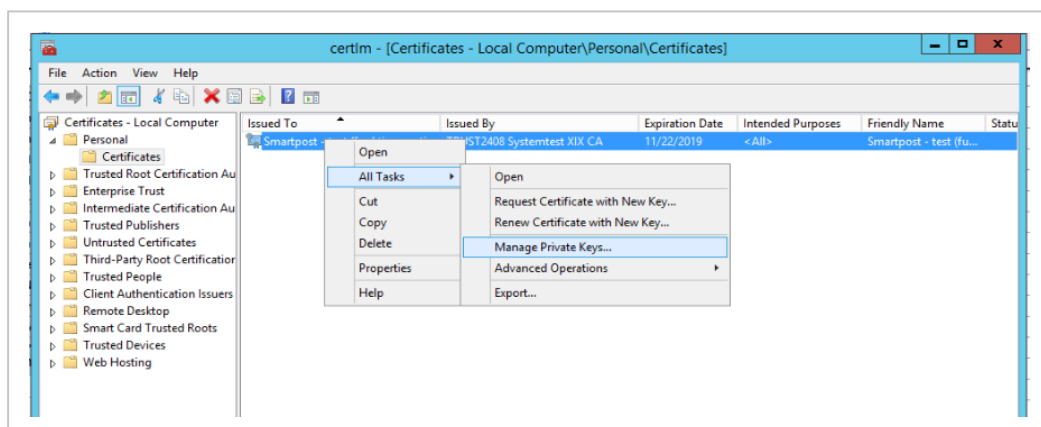 certlm - [Certificates - Local Computer\Personal\Certificates]
File Action View Help
Certificates - Local Computer
Personal
Certificates
Trusted Root Certification Au
Enterprise Trust
Intermediate Certification Au
Trusted Publishers
Untrusted Certificates
Third-Party Root Certification
Trusted People
Client Authentication Issuers
Remote Desktop
Smart Card Trusted Roots
Trusted Devices
Web Hosting
Issued To Issued By Expiration Date Intended Purposes Friendly Name Statu
Smartpost - TRUST2408 Systemtest XIX CA 11/22/2019 <All> Smartpost - test (fu...
Open
All Tasks
Cut
Copy
Delete
Properties
Help
Open
Request Certificate with New Key...
Renew Certificate with New Key...
Manage Private Keys...
Advanced Operations
Export...